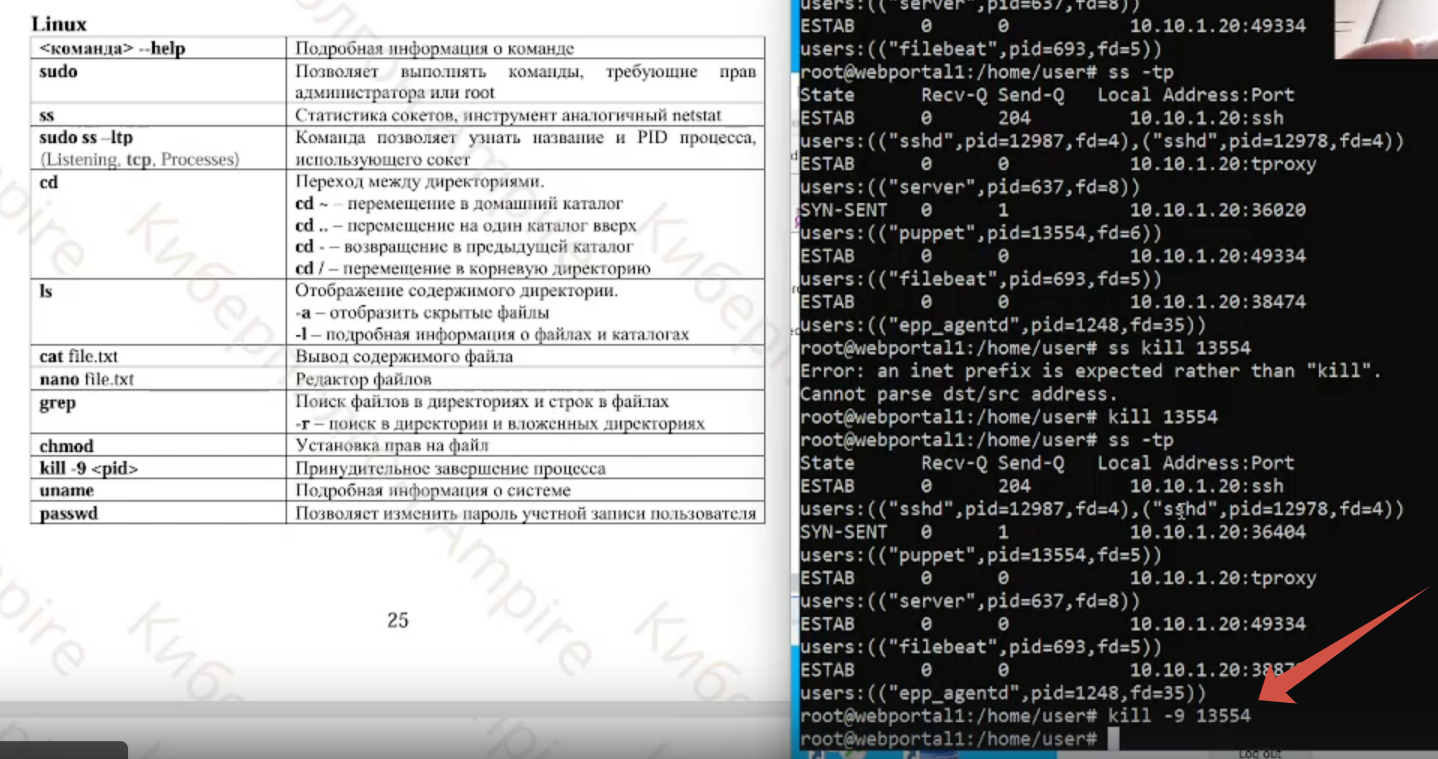 Linux
<команда> --help Подробная информация о команде
sudo Позволяет выполнять команды, требующие прав
администратора или root
ss Статистика сокетов, инструмент аналогичный netstat
sudo ss –ltp Команда позволяет узнать название и PID процесса,
(Listening, tcp, Processes) использующего сокет
cd Переход между директориями.
cd ~ – перемещение в домашний каталог
cd .. – перемещение на один каталог вверх
cd - – возвращение в предыдущей каталог
cd / – перемещение в корневую директорию
ls Отображение содержимого директории.
-a – отобразить скрытые файлы
-l – подробная информация о файлах и каталогах
cat file.txt Вывод содержимого файла
nano file.txt Редактор файлов
grep Поиск файлов в директориях и строк в файлах
-r – поиск в директории и вложенных директориях
chmod Установка прав на файл
kill -9 <pid> Принудительное завершение процесса
uname Подробная информация о системе
passwd Позволяет изменить пароль учетной записи пользователя
25
users:(("server",pid=637,fd=8))
ESTAB 0 0 10.10.1.20:49334
users:(("filebeat",pid=693,fd=5))
root@webportal1:/home/user# ss -tp
State Recv-Q Send-Q Local Address:Port
ESTAB 0 204 10.10.1.20:ssh
users:(("sshd",pid=12987,fd=4),("sshd",pid=12978,fd=4))
ESTAB 0 0 10.10.1.20:tproxy
users:(("server",pid=637,fd=8))
SYN-SENT 0 1 10.10.1.20:36020
users:(("puppet",pid=13554,fd=6))
ESTAB 0 0 10.10.1.20:49334
users:(("filebeat",pid=693,fd=5))
ESTAB 0 0 10.10.1.20:38474
users:(("epp_agentd",pid=1248,fd=35))
root@webportal1:/home/user# ss kill 13554
Error: an inet prefix is expected rather than "kill".
Cannot parse dst/src address.
root@webportal1:/home/user# kill 13554
root@webportal1:/home/user# ss -tp
State Recv-Q Send-Q Local Address:Port
ESTAB 0 204 10.10.1.20:ssh
users:(("sshd",pid=12987,fd=4),("sshd",pid=12978,fd=4))
SYN-SENT 0 1 10.10.1.20:36404
users:(("puppet",pid=13554,fd=5))
ESTAB 0 0 10.10.1.20:tproxy
users:(("server",pid=637,fd=8))
ESTAB 0 0 10.10.1.20:49334
users:(("filebeat",pid=693,fd=5))
ESTAB 0 0
users:(("epp_agentd",pid=1248,fd=35))
root@webportal1:/home/user# kill -9 13554
root@webportal1:/home/user#
Log out